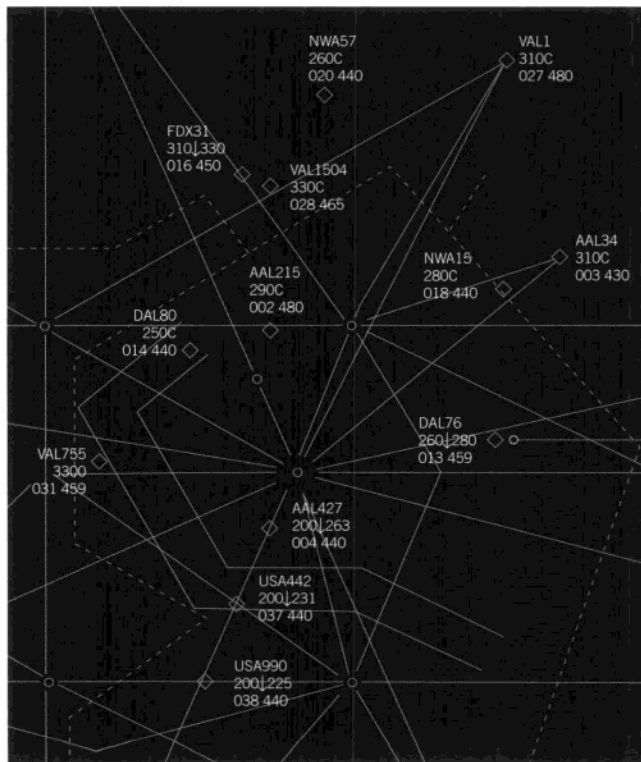 NWA57
260C
020 440
VAL1
310C
027 480
FDX31
310↓330
016 450
VAL1504
330C
028 465
AAL34
310C
003 430
NWA15
280C
018 440
AAL215
290C
002 480
DAL80
250C
014 440
DAL76
260↓280
013 459
VAL755
3300
031 459
AAL427
200↓263
004 440
USA442
200↓231
037 440
USA990
200↓225
038 440